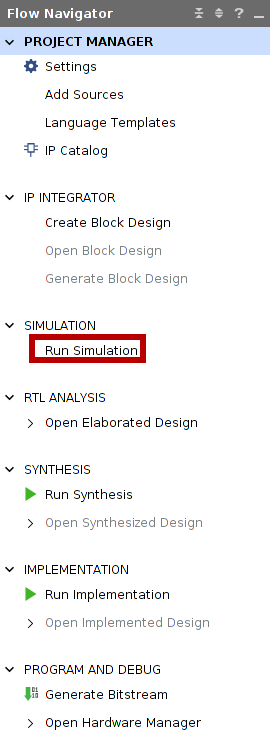 Flow Navigator
?
PROJECT MANAGER
Settings
Add Sources
Language Templates
IP Catalog
IP INTEGRATOR
Create Block Design
Open Block Design
Generate Block Design
SIMULATION
Run Simulation
RTL ANALYSIS
Open Elaborated Design
SYNTHESIS
Run Synthesis
Open Synthesized Design
IMPLEMENTATION
Run Implementation
Open Implemented Design
PROGRAM AND DEBUG
Generate Bitstream
Open Hardware Manager